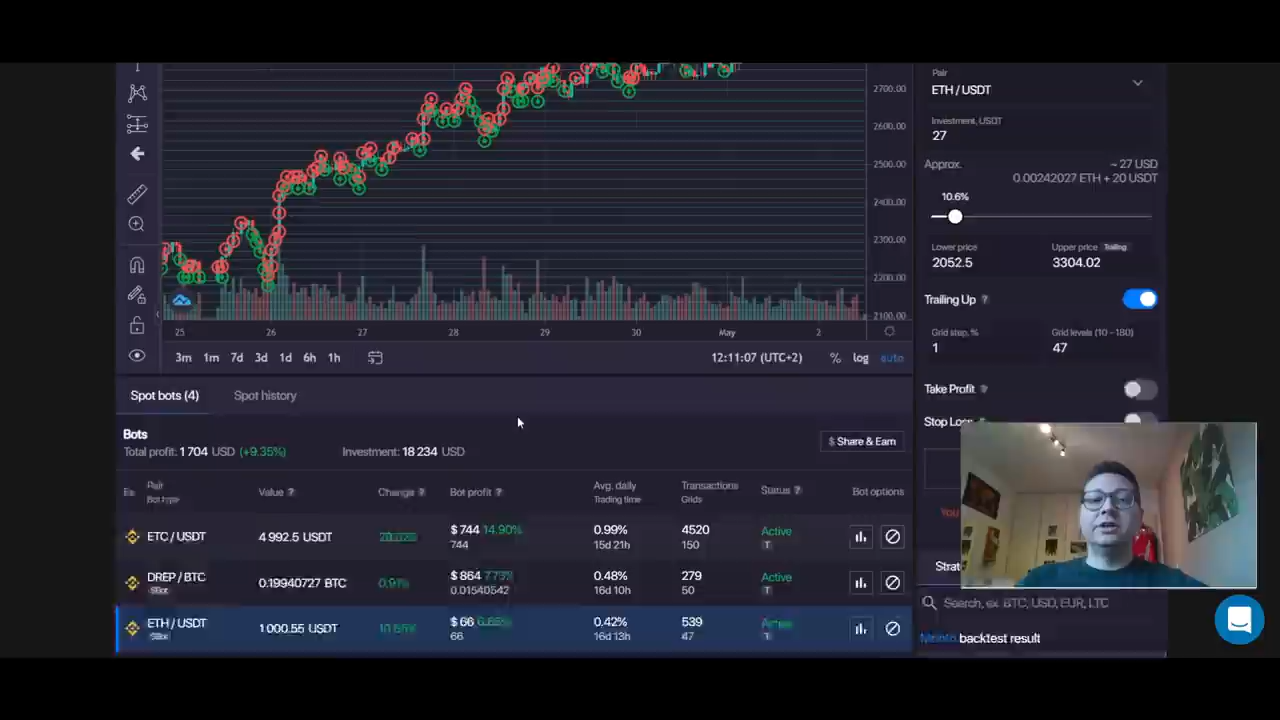 2700.00
2600.00
2500.00
2400.00
2300.00
2200.00
2100.00
25 26 27 28 29 30 May 2
3m 1m 7d 3d 1d 6h 1h 12:11:07 (UTC+2) % log auto
Pair
ETH / USDT
Investment, USDT
27
Approx. ~ 27 USD
0.00242027 ETH + 20 USDT
10.6%
Lower price Upper price Trailing
2052.5 3304.02
Trailing Up ?
Grid step, % Grid levels (10 – 180)
1 47
Take Profit ?
Stop
You
Strat
Search, ex. BTC, USD, EUR, LTC
backtest result
Spot bots (4) Spot history
Bots
Total profit: 1 704 USD (+9.35%) Investment: 18 234 USD $ Share & Earn
Pair Value ? Change ? Bot profit ? Avg. daily Transactions Status ? Bot options
Bot type Trading time Grids
ETC / USDT 4 992.5 USDT $ 744 14.90% 0.99% 4520 Active
744 15d 21h 150 T
DREP / BTC 0.19940727 BTC $ 864 0.48% 279 Active
SBot 0.01540542 16d 10h 50 T
ETH / USDT 1 000.55 USDT $ 66 0.42% 539 Active
SBot 66 16d 13h 47 T